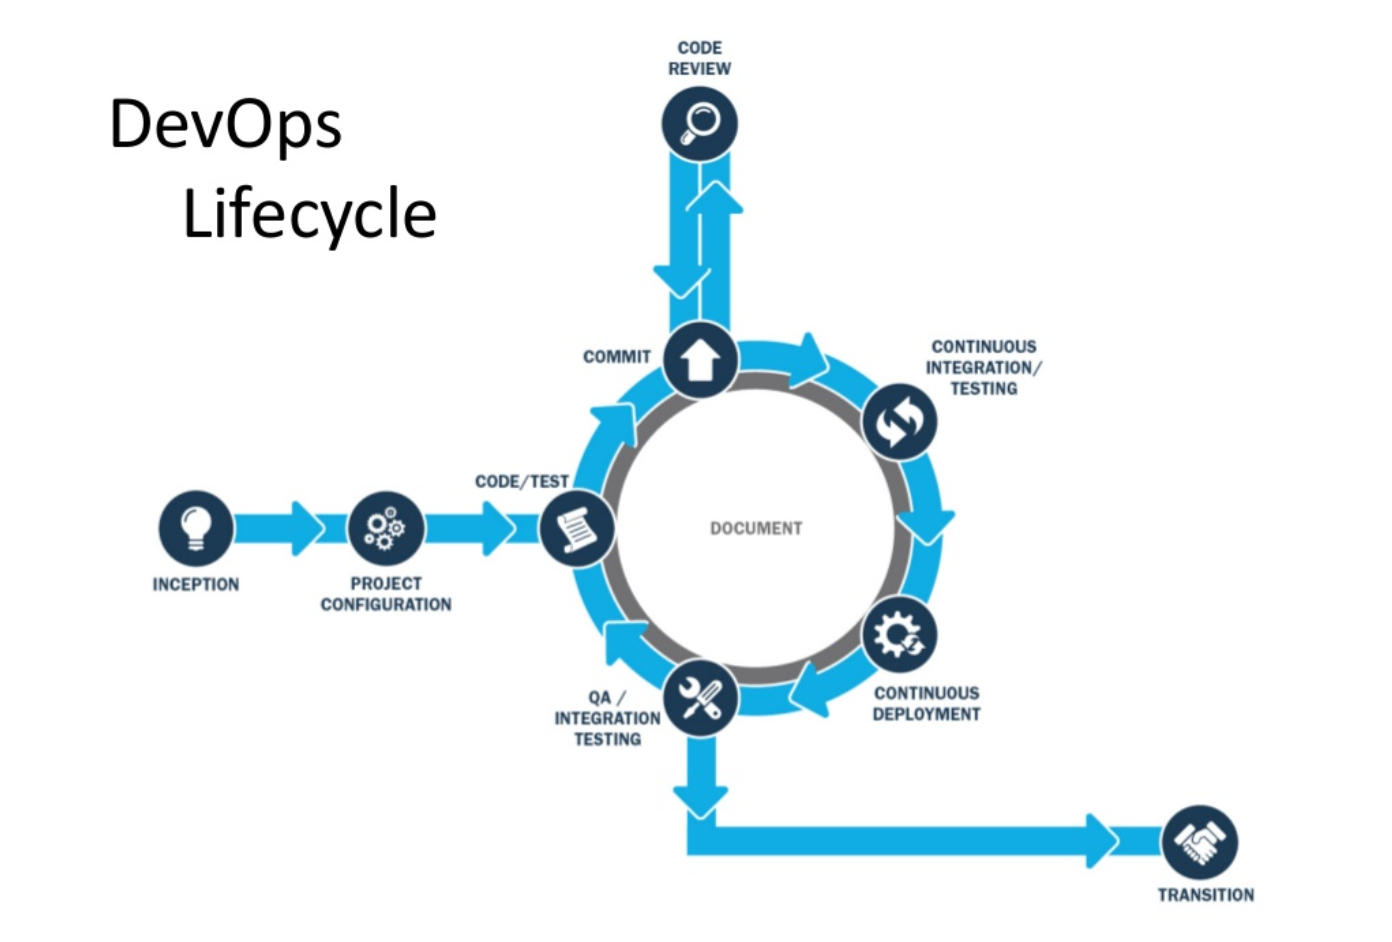 DevOps
Lifecycle
CODE
REVIEW
COMMIT
CONTINUOUS
INTEGRATION/
TESTING
CODE/TEST
DOCUMENT
INCEPTION
PROJECT
CONFIGURATION
QA /
INTEGRATION
TESTING
CONTINUOUS
DEPLOYMENT
TRANSITION